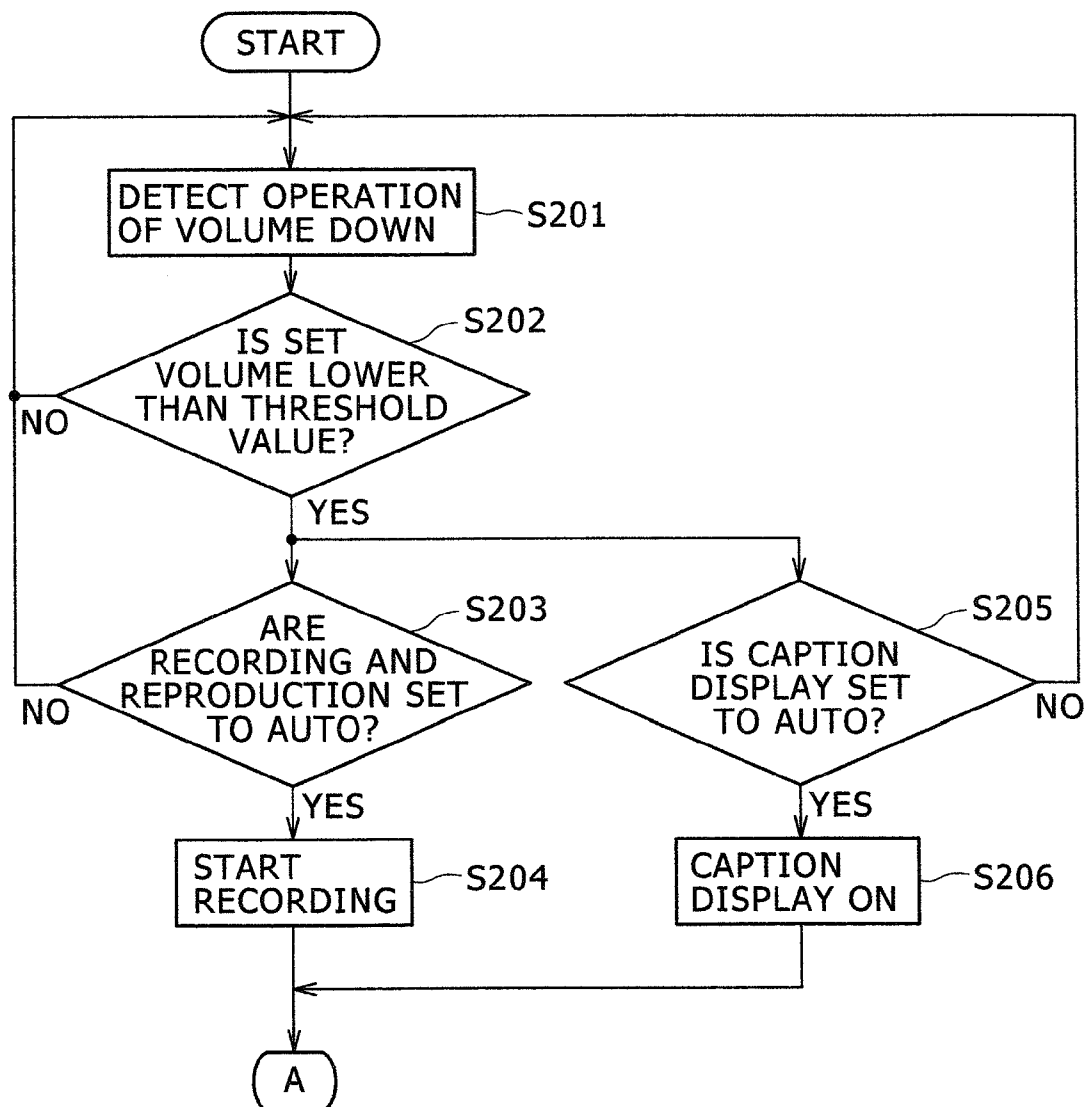 START
DETECT OPERATION
OF VOLUME DOWN
S201
S202
IS SET
VOLUME LOWER
THAN THRESHOLD
VALUE?
NO
YES
S203
ARE
RECORDING AND
REPRODUCTION SET
TO AUTO?
NO
YES
S205
IS CAPTION
DISPLAY SET
TO AUTO?
NO
YES
START
RECORDING
S204
CAPTION
DISPLAY ON
S206
A